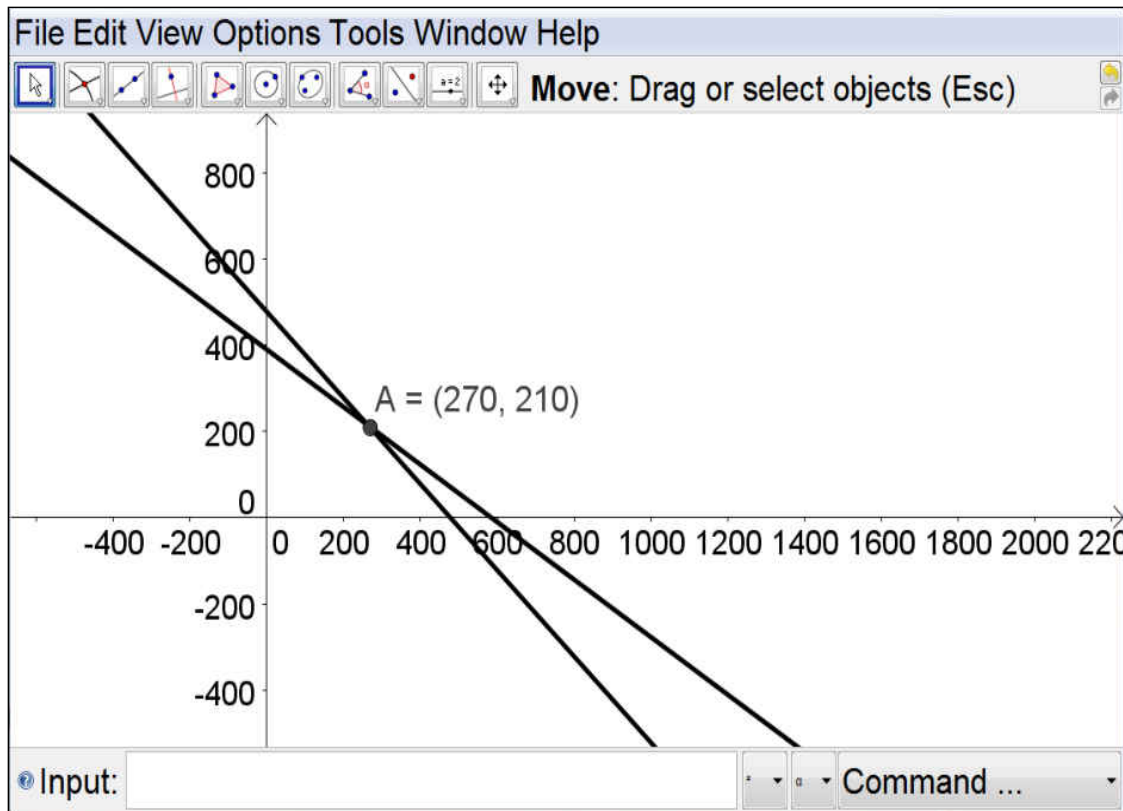 File Edit View Options Tools Window Help
a=2
Move: Drag or select objects (Esc)
800
600
400
A = (270, 210)
200
0
-400 -200 0 200 400 600 800 1000 1200 1400 1600 1800 2000 220
-200
-400
Input:
Command ...